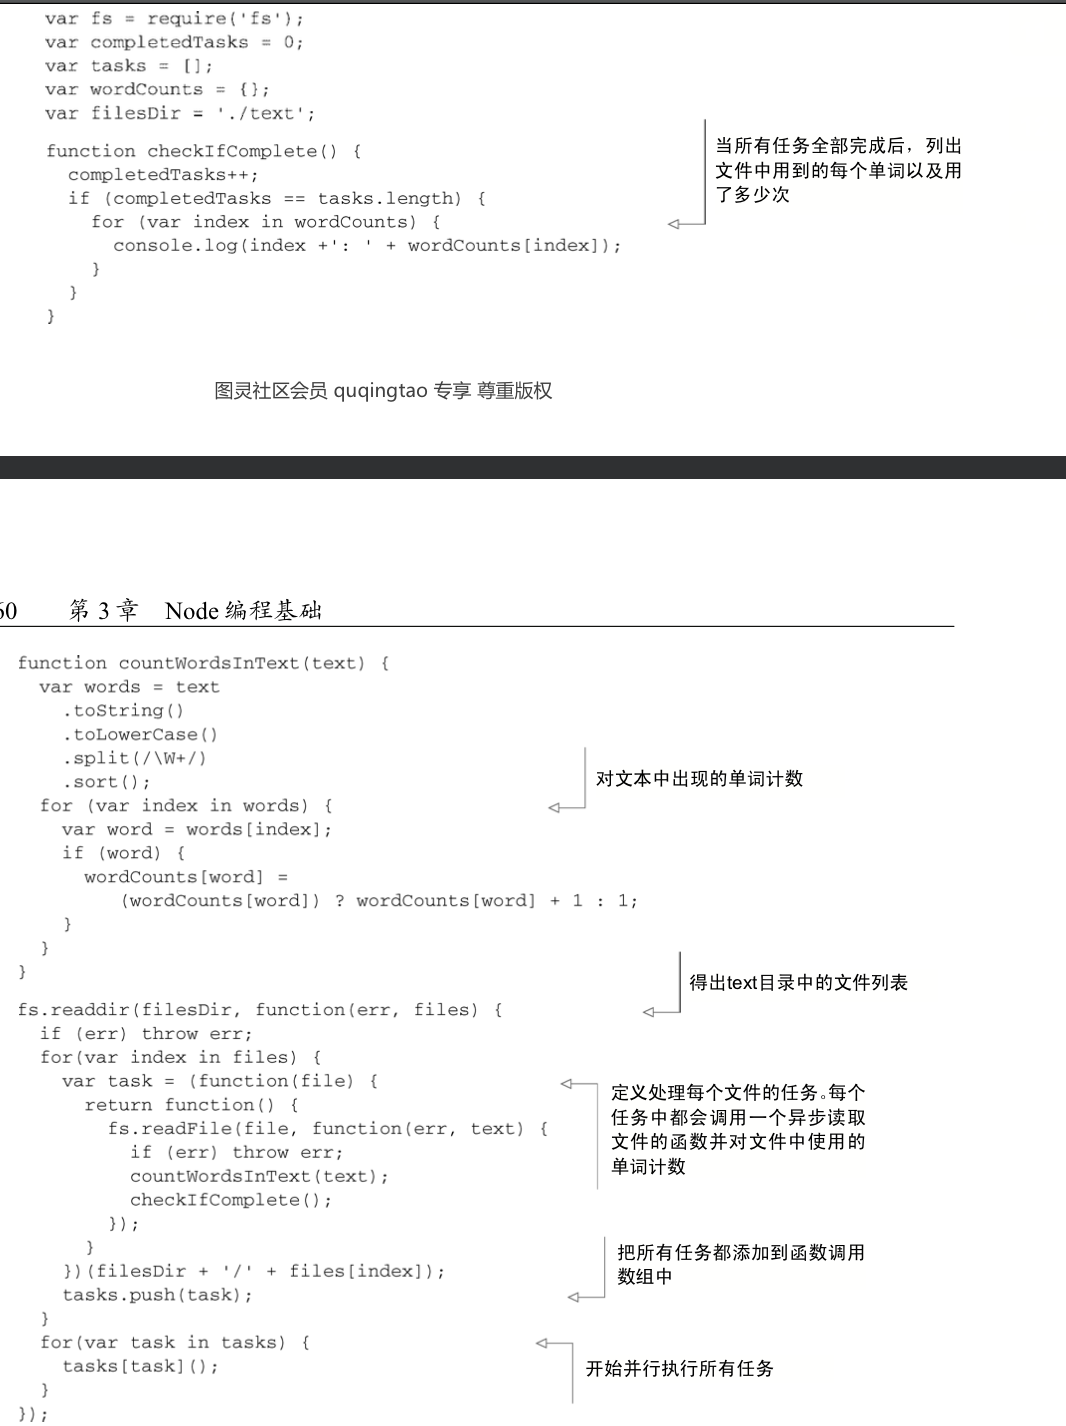 var fs = require('fs');
var completedTasks = 0;
var tasks = [];
var wordCounts = {};
var filesDir = './text';
function checkIfComplete() {
completedTasks++;
if (completedTasks == tasks.length) {
for (var index in wordCounts) {
console.log(index +': ' + wordCounts[index]);
}
}
}
当所有任务全部完成后，列出
文件中用到的每个单词以及用
了多少次
图灵社区会员 quqingtao 专享 尊重版权
60 第 3 章 Node 编程基础
function countWordsInText(text) {
var words = text
.toString()
.toLowerCase()
.split(/\W+/)
.sort();
for (var index in words) {
var word = words[index];
if (word) {
wordCounts[word] =
(wordCounts[word]) ? wordCounts[word] + 1 : 1;
}
}
}
对文本中出现的单词计数
得出text目录中的文件列表
fs.readdir(filesDir, function(err, files) {
if (err) throw err;
for(var index in files) {
var task = (function(file) {
return function() {
fs.readFile(file, function(err, text) {
if (err) throw err;
countWordsInText(text);
checkIfComplete();
});
}
})(filesDir + '/' + files[index]);
tasks.push(task);
}
for(var task in tasks) {
tasks[task]();
}
});
定义处理每个文件的任务。每个
任务中都会调用一个异步读取
文件的函数并对文件中使用的
单词计数
把所有任务都添加到函数调用
数组中
开始并行执行所有任务